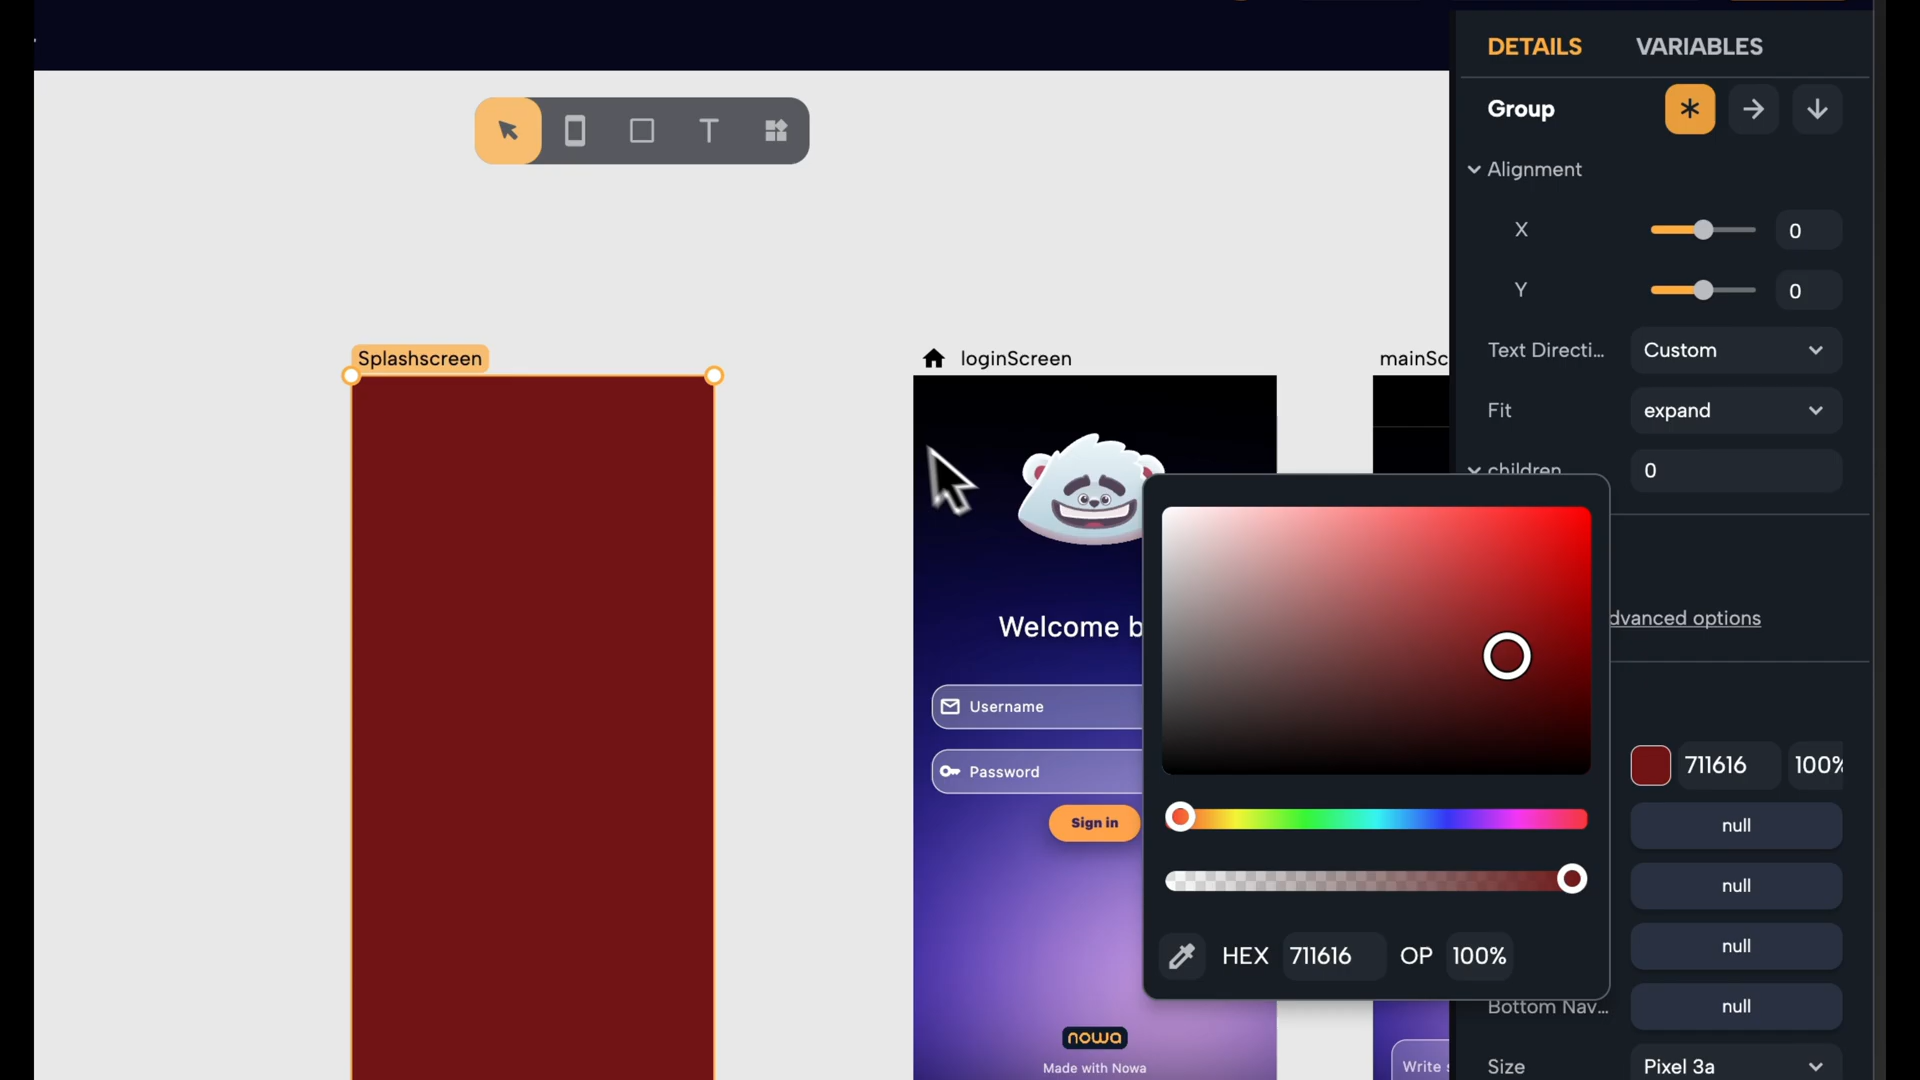 DETAILS VARIABLES
Group
Alignment
X 0
Y 0
Text Directi... Custom
Fit expand
children 0
Splashscreen
loginScreen
mainSc
Welcome b
Username
Password
Sign in
nowa
Made with Nowa
T
dvanced options
711616 100%
null
null
null
Bottom Nav... null
Size Pixel 3a
HEX 711616 OP 100%
Write s